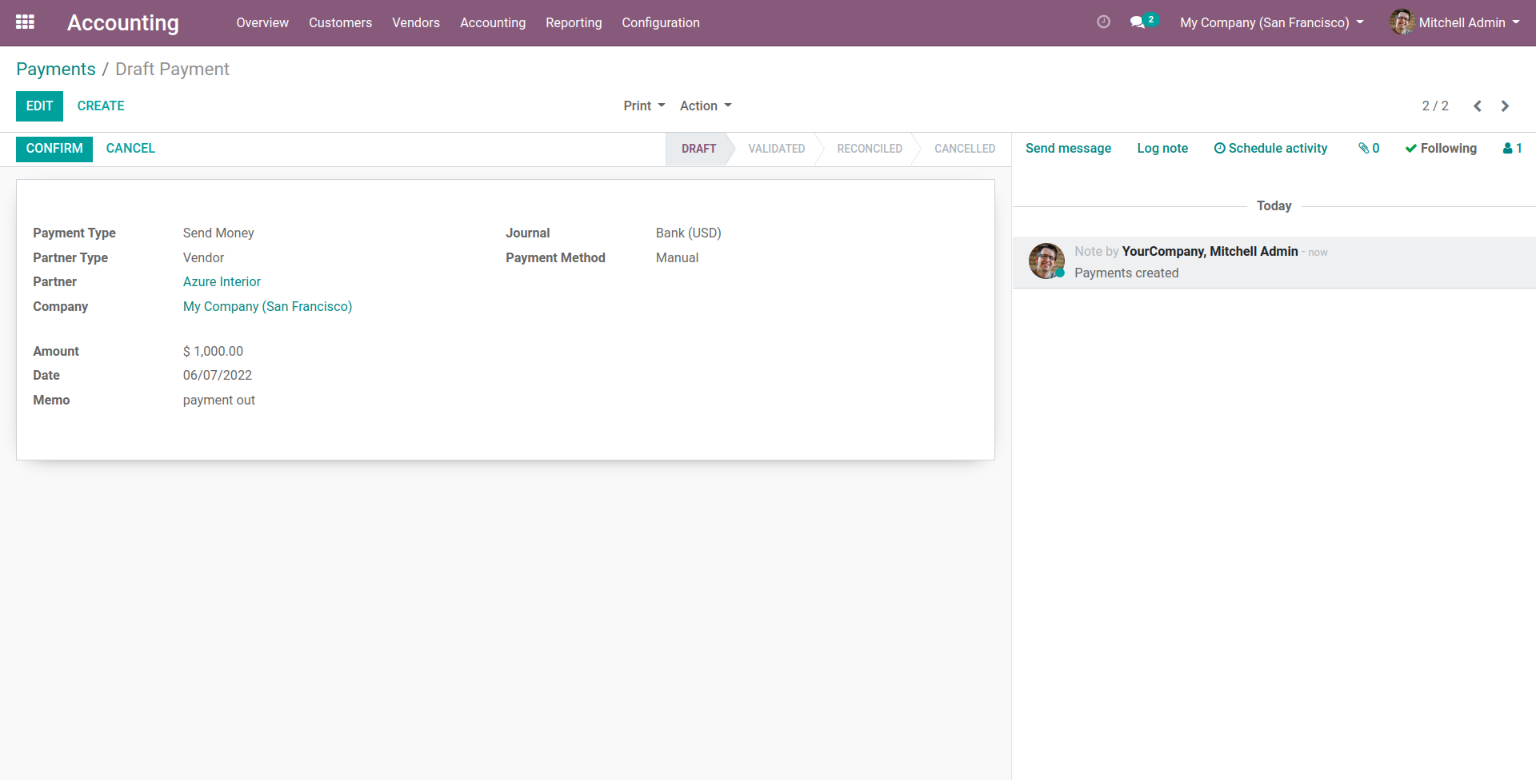 Accounting Overview Customers Vendors Accounting Reporting Configuration 2 My Company (San Francisco) Mitchell Admin
Payments / Draft Payment
EDIT CREATE Print Action 2 / 2
CONFIRM CANCEL DRAFT VALIDATED RECONCILED CANCELLED Send message Log note Schedule activity 0 Following 1
Today
Payment Type Send Money Journal Bank (USD)
Partner Type Vendor Payment Method Manual
Partner Azure Interior
Company My Company (San Francisco)
Amount $ 1,000.00
Date 06/07/2022
Memo payment out
Note by YourCompany, Mitchell Admin - now
Payments created